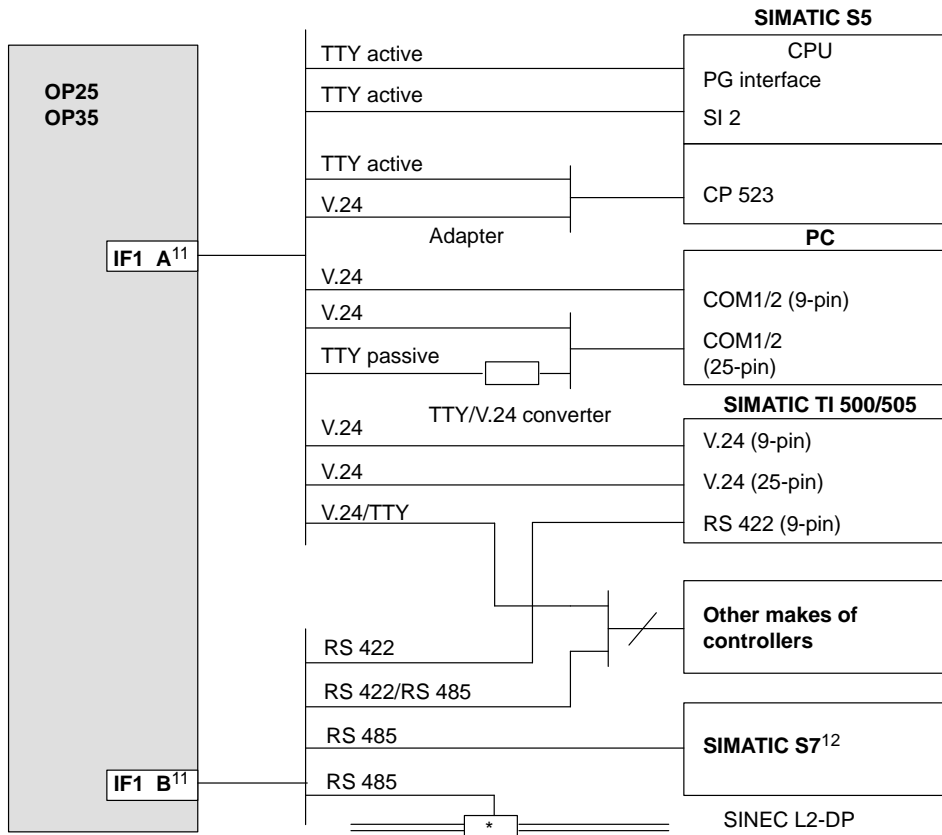 SIMATIC S5
OP25
OP35
TTY active
CPU
PG interface
TTY active
SI 2
TTY active
V.24
CP 523
Adapter
PC
IF1 A11
V.24
COM1/2 (9-pin)
V.24
COM1/2
(25-pin)
TTY passive
TTY/V.24 converter
SIMATIC TI 500/505
V.24
V.24 (9-pin)
V.24
V.24 (25-pin)
V.24/TTY
RS 422 (9-pin)
Other makes of
controllers
RS 422
RS 422/RS 485
RS 485
SIMATIC S712
IF1 B11
RS 485
*
SINEC L2-DP